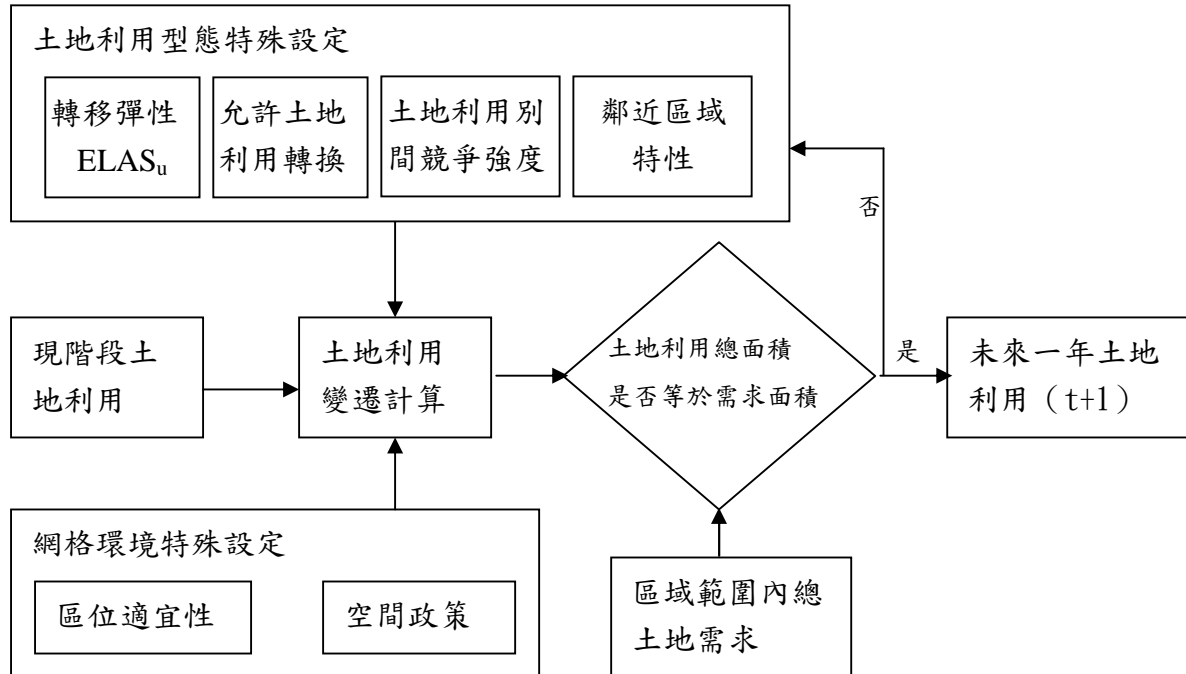 土地利用型態特殊設定
轉移彈性
ELASu
允許土地
利用轉換
土地利用別
間競爭強度
鄰近區域
特性
否
現階段土
地利用
土地利用
變遷計算
土地利用總面積
是否等於需求面積
是
未來一年土地
利用（t+1）
網格環境特殊設定
區位適宜性
空間政策
區域範圍內總
土地需求